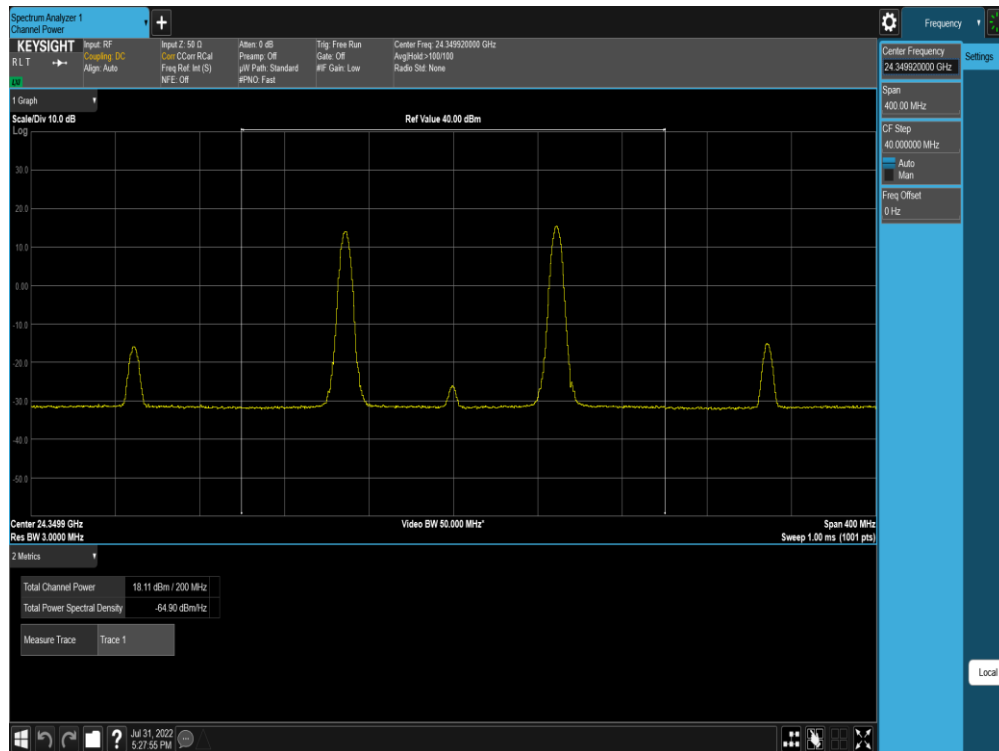 Spectrum Analyzer 1
Channel Power
+
Frequency
KEYSIGHT
R L T
Input: RF
Coupling: DC
Align: Auto
Input Z: 50 Ω
Corr CCorr RCal
Freq Ref: Int (S)
NFE: Off
Atten: 0 dB
Preamp: Off
µW Path: Standard
#PNO: Fast
Trig: Free Run
Gate: Off
#IF Gain: Low
Center Freq: 24.349920000 GHz
Avg|Hold:>100/100
Radio Std: None
1 Graph
Scale/Div 10.0 dB
Ref Value 40.00 dBm
Log
30.0
20.0
10.0
0.00
-10.0
-20.0
-30.0
-40.0
-50.0
Center 24.3499 GHz
Video BW 50.000 MHz*
Span 400 MHz
Res BW 3.0000 MHz
Sweep 1.00 ms (1001 pts)
2 Metrics
Total Channel Power 18.11 dBm / 200 MHz
Total Power Spectral Density -64.90 dBm/Hz
Measure Trace Trace 1
Center Frequency
24.349920000 GHz
Settings
Span
400.00 MHz
CF Step
40.000000 MHz
Auto
Man
Freq Offset
0 Hz
Local
?
Jul 31, 2022
5:27:55 PM